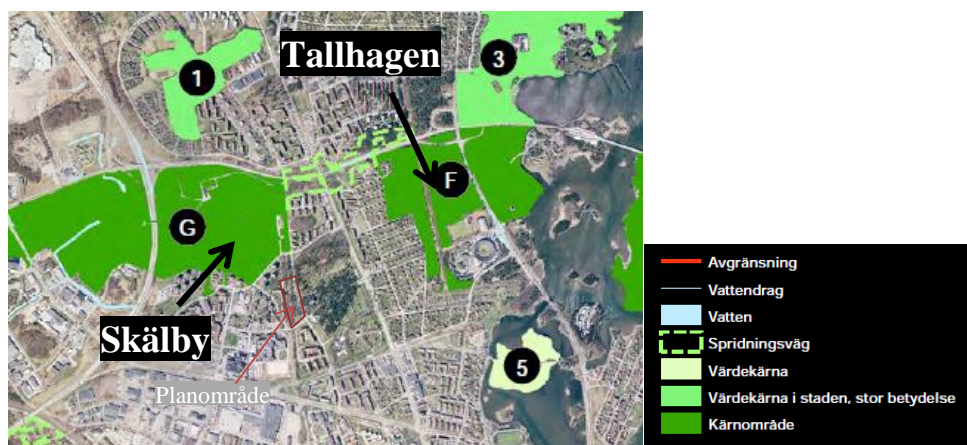 Tallhagen
1
3
F
G
Skälby
Planområde
5
Avgränsning
Vattendrag
Vatten
Spridningsväg
Värdekärna
Värdekärna i staden, stor betydelse
Kärnområde